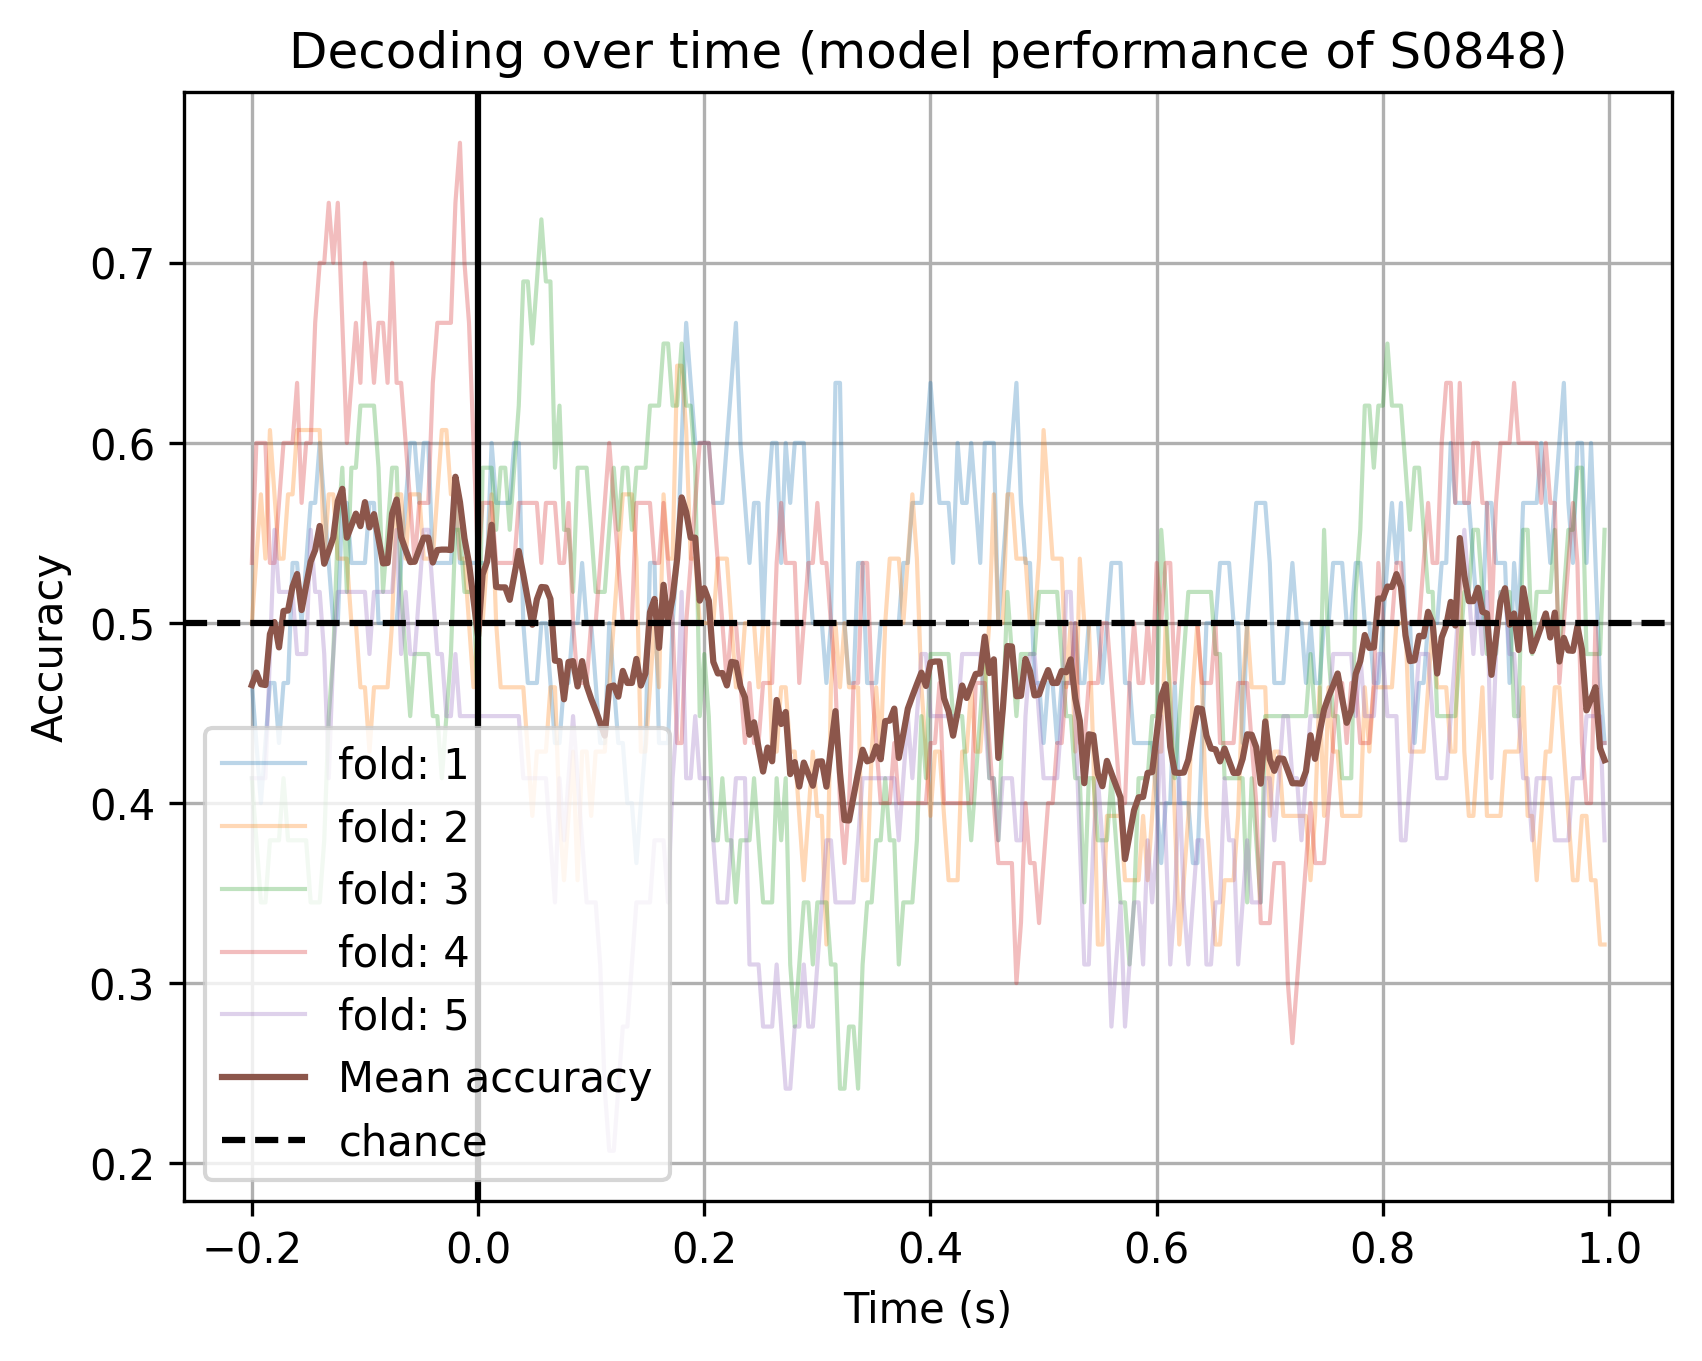 Decoding over time (model performance of S0848)
Accuracy
0.7
0.6
0.5
0.4
0.3
0.2
fold: 1
fold: 2
fold: 3
fold: 4
fold: 5
Mean accuracy
chance
−0.2 0.0 0.2 0.4 0.6 0.8 1.0
Time (s)